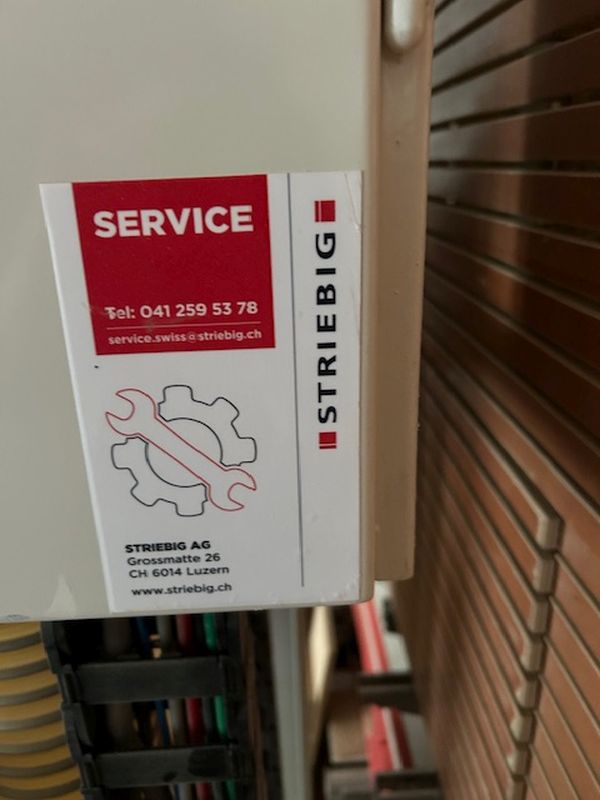 SERVICE
Tel: 041 259 53 78
service.swiss@striebig.ch
STRIEBIG
STRIEBIG AG
Grossmatte 26
CH 6014 Luzern
www.striebig.ch